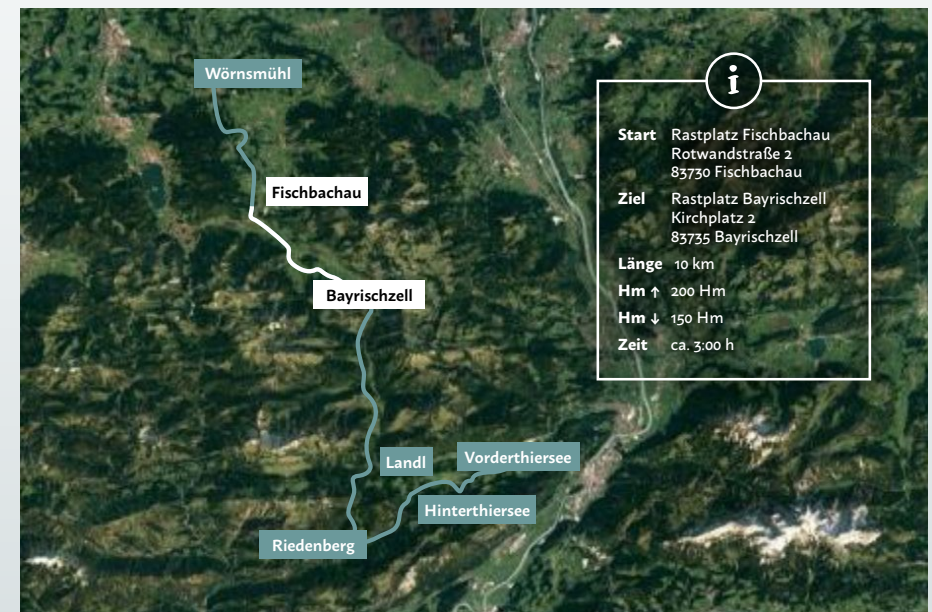 Wörnsmühl
Fischbachau
Bayrischzell
Landl
Vorderthiersee
Hinterthiersee
Riedenberg
i
Start Rastplatz Fischbachau
Rotwandstraße 2
83730 Fischbachau
Ziel Rastplatz Bayrischzell
Kirchplatz 2
83735 Bayrischzell
Länge 10 km
Hm ↑ 200 Hm
Hm ↓ 150 Hm
Zeit ca. 3:00 h